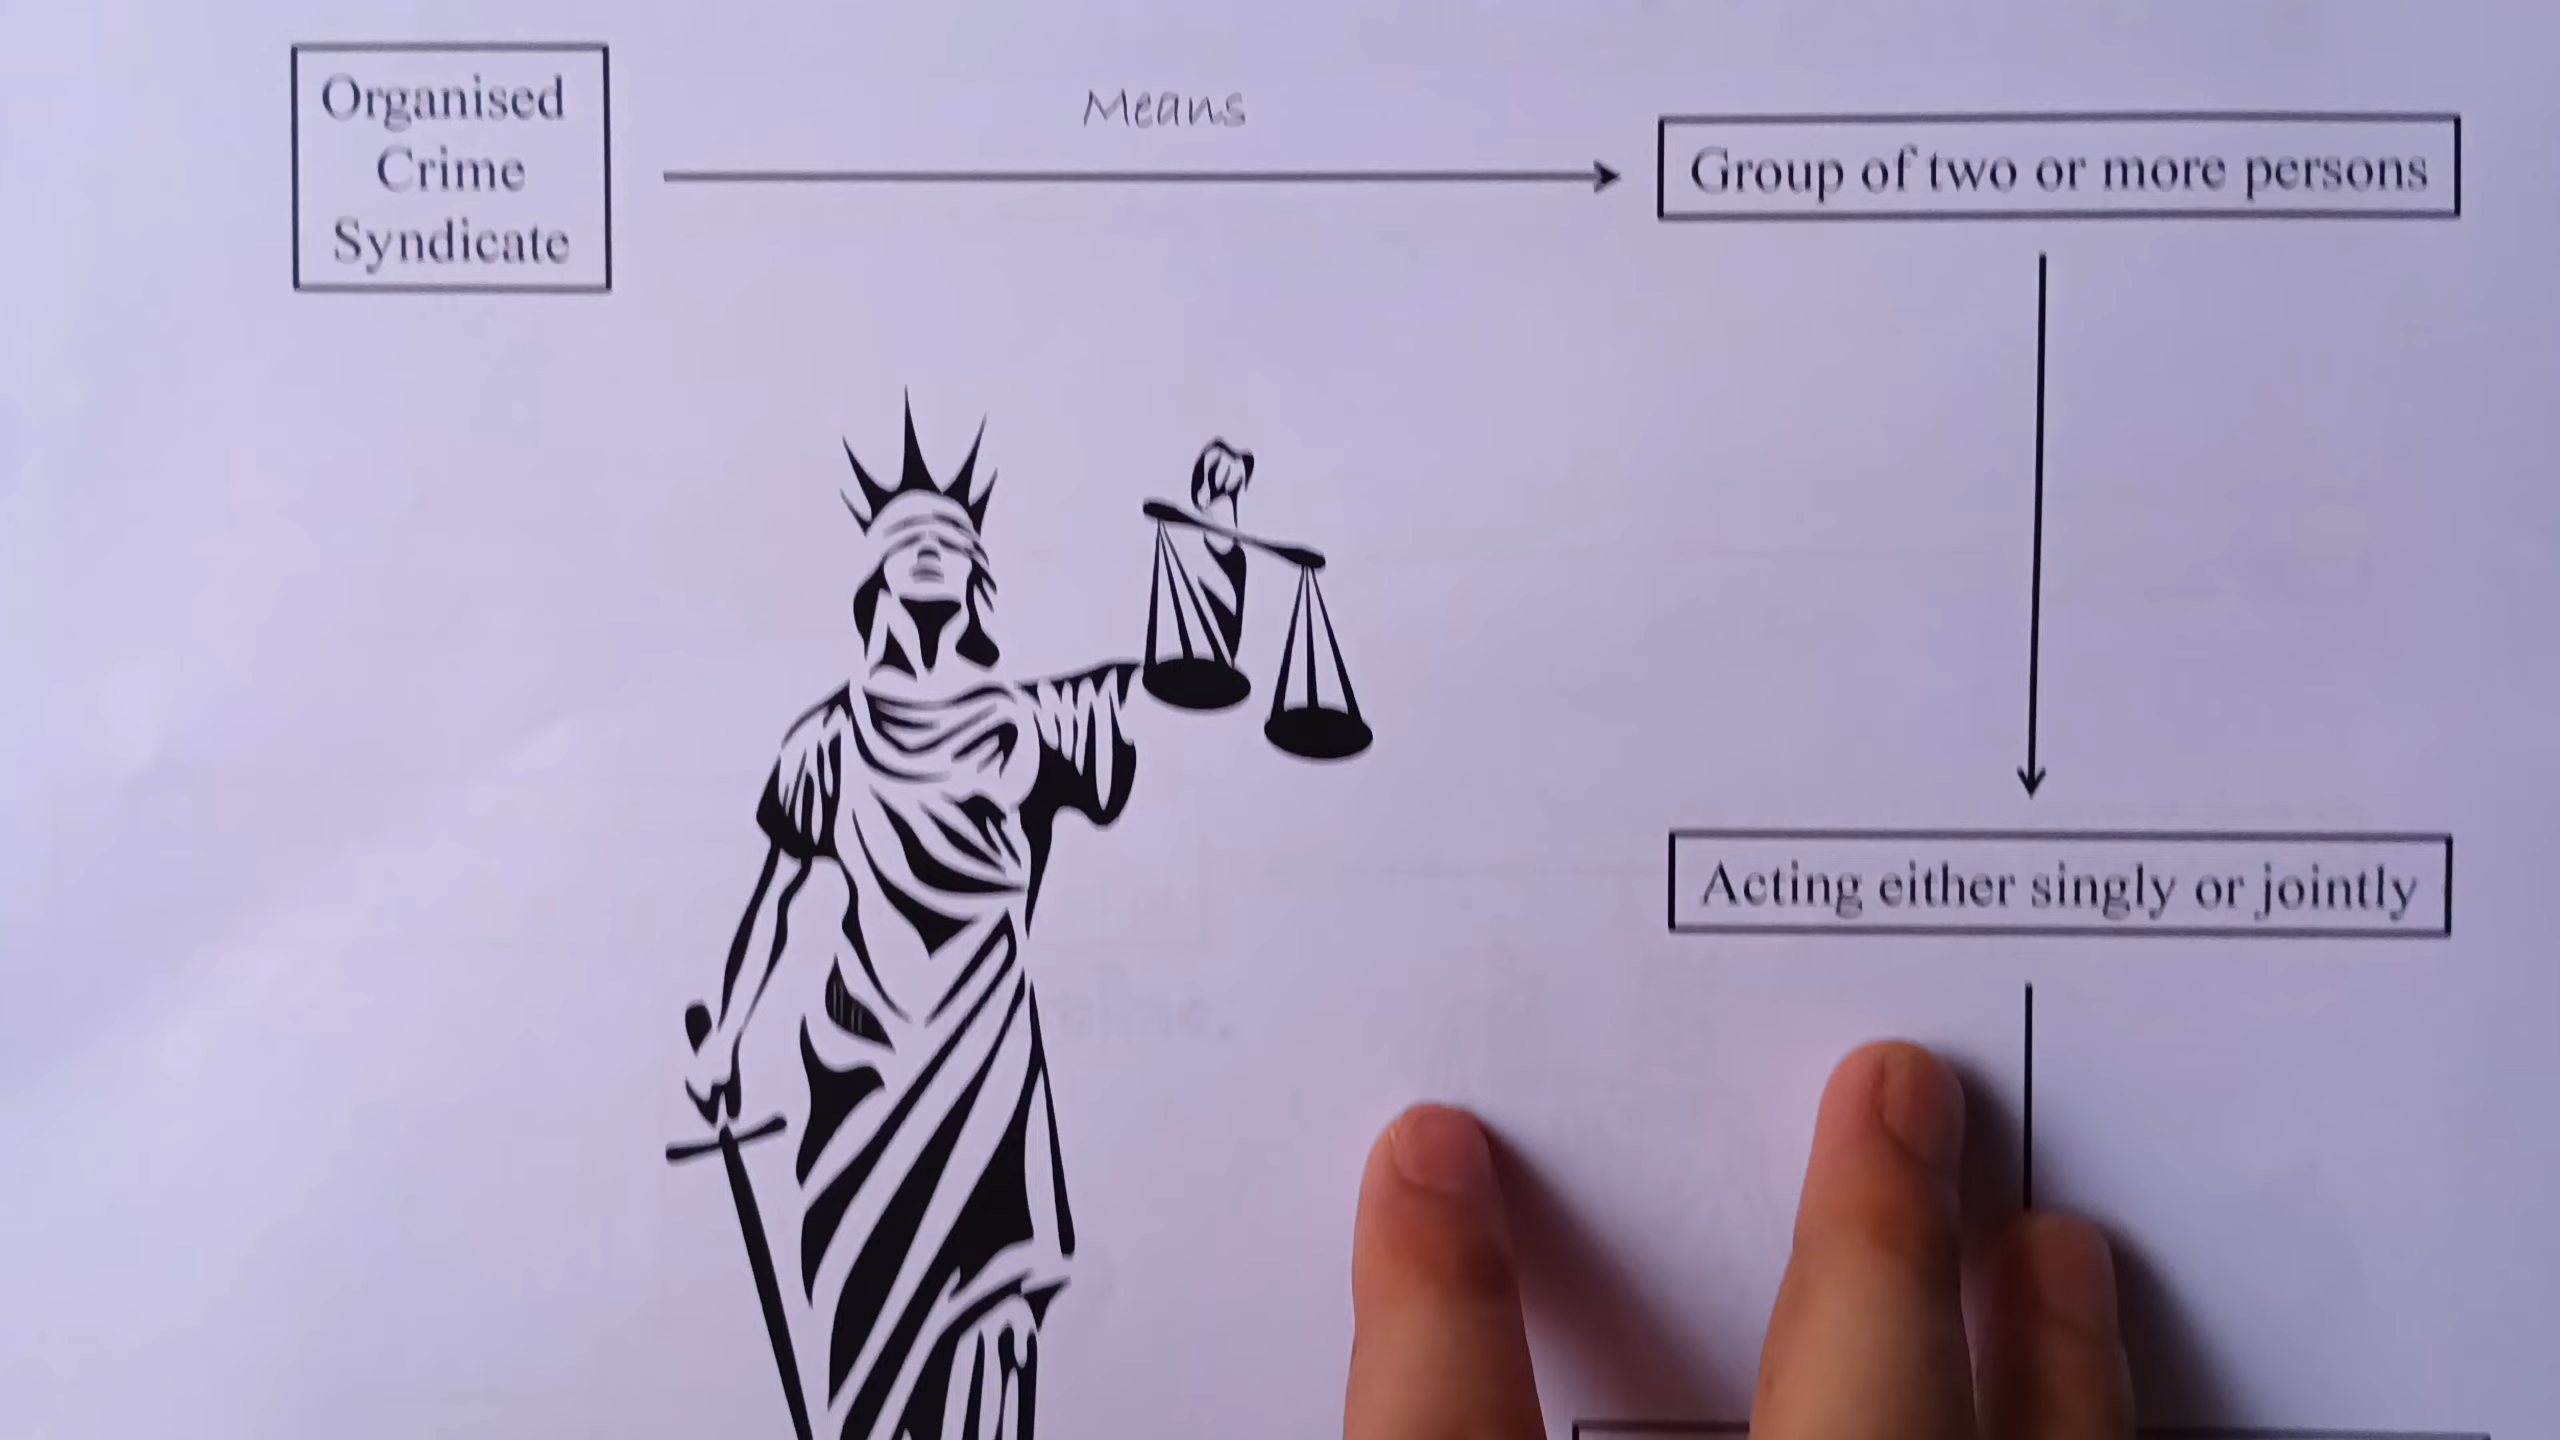 Organised
Crime
Syndicate
Means
Group of two or more persons
Acting either singly or jointly